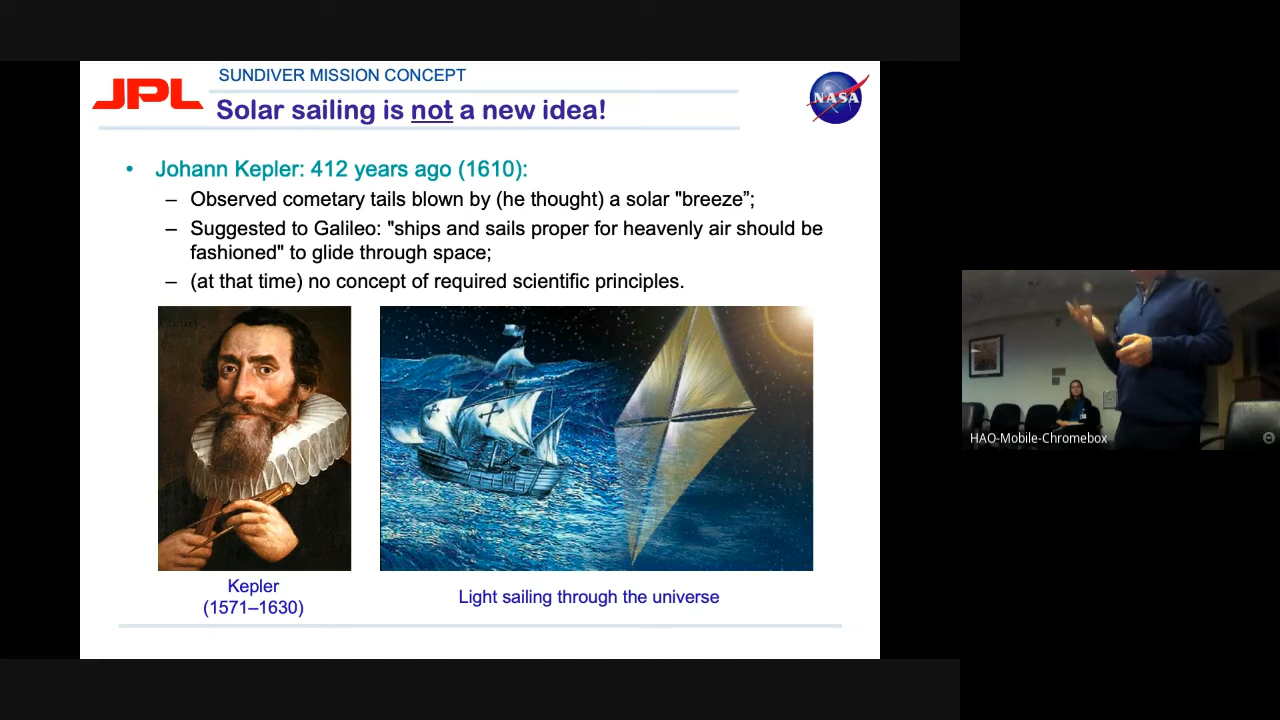 SUNDIVER MISSION CONCEPT
JPL
Solar sailing is not a new idea!
NASA
• Johann Kepler: 412 years ago (1610):
– Observed cometary tails blown by (he thought) a solar "breeze”;
– Suggested to Galileo: "ships and sails proper for heavenly air should be
fashioned" to glide through space;
– (at that time) no concept of required scientific principles.
Kepler
(1571–1630)
Light sailing through the universe
HAO-Mobile-Chromebox